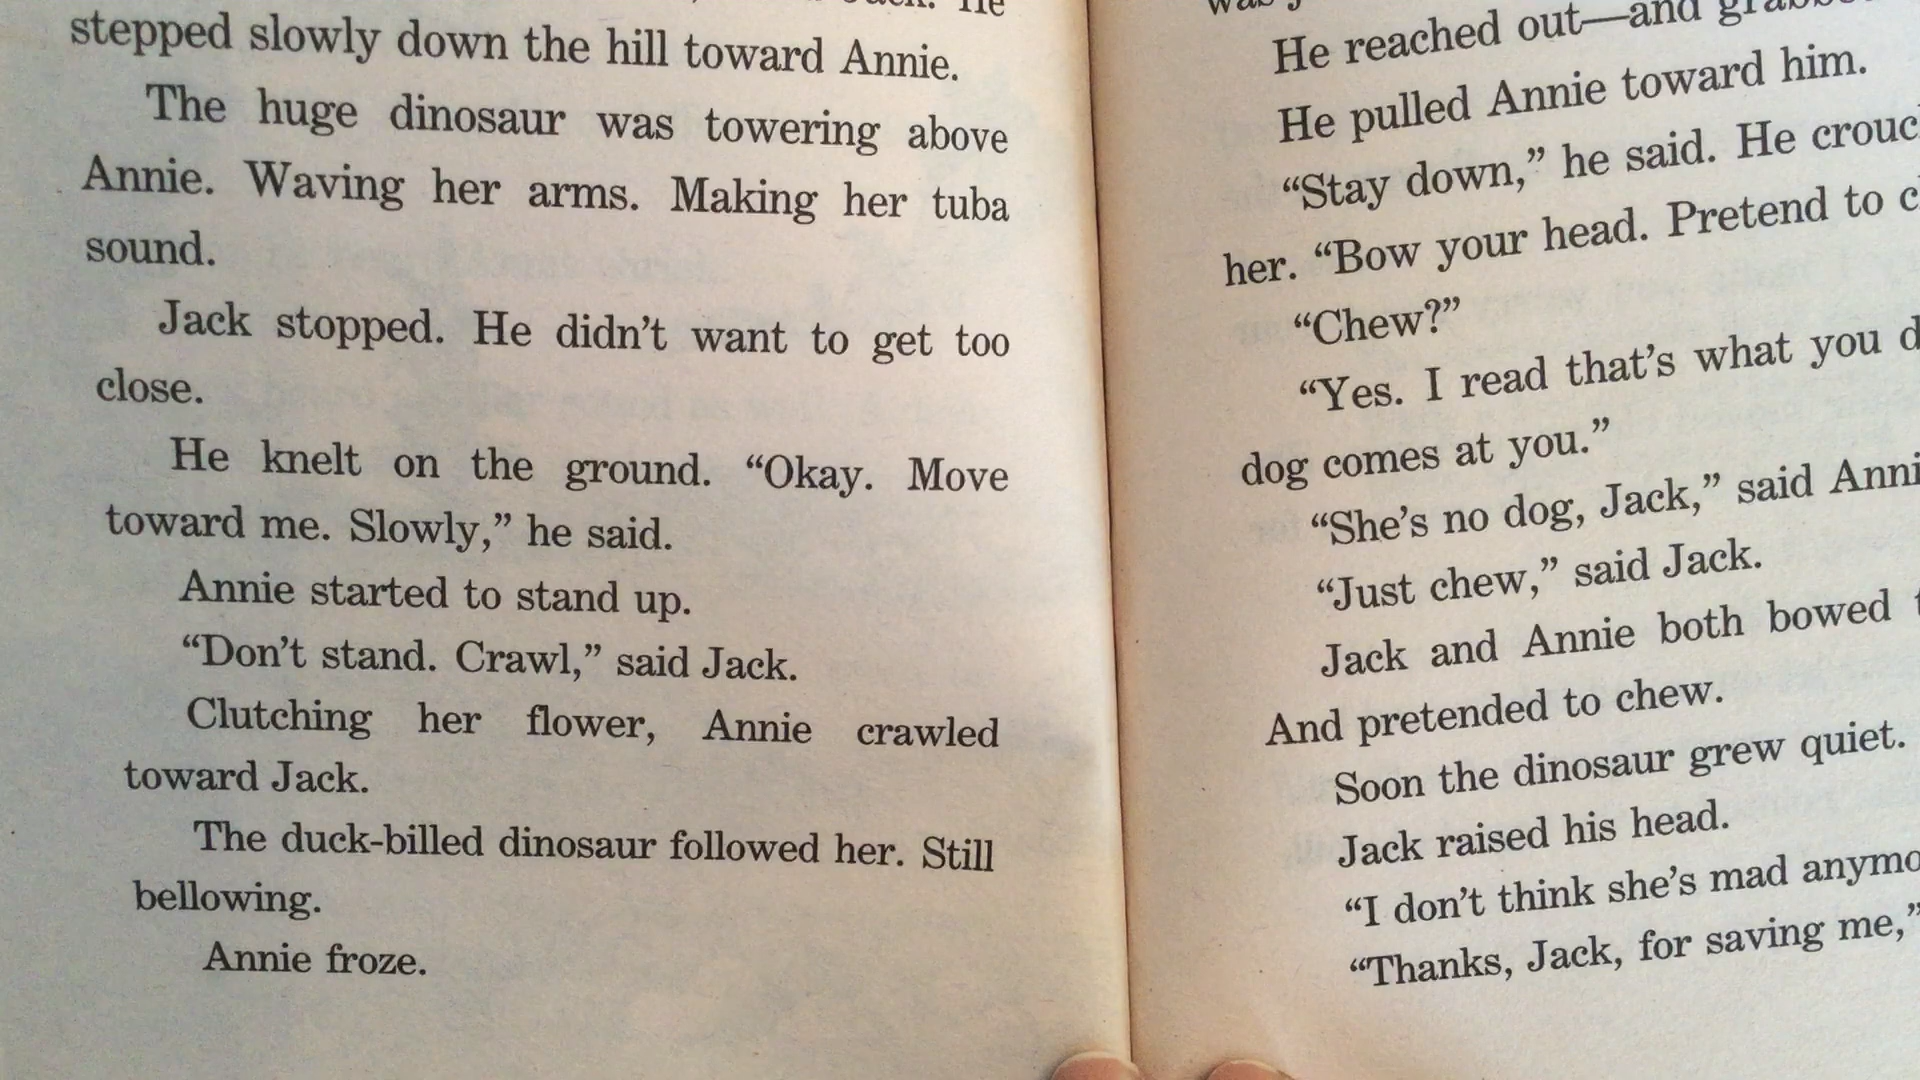 stepped slowly down the hill toward Annie.
The huge dinosaur was towering above
Annie. Waving her arms. Making her tuba
sound.
Jack stopped. He didn't want to get too
close.
He knelt on the ground. “Okay. Move
toward me. Slowly,” he said.
Annie started to stand up.
“Don't stand. Crawl,” said Jack.
Clutching her flower, Annie crawled
toward Jack.
The duck-billed dinosaur followed her. Still
bellowing.
Annie froze.
He reached out—and
He pulled Annie toward him.
“Stay down,” he said. He
her. “Bow your head. Pretend to
“Chew?”
“Yes. I read that's what you
dog comes at you.”
“She's no dog, Jack,” said
“Just chew,” said Jack.
Jack and Annie both bowed
And pretended to chew.
Soon the dinosaur grew quiet.
Jack raised his head.
“I don't think she's mad
“Thanks, Jack, for saving me,”